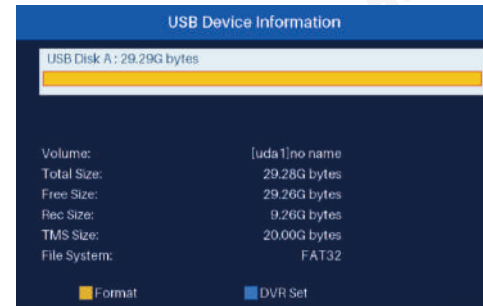 USB Device Information
USB Disk A : 29.29G bytes
Volume: [uda1]no name
Total Size: 29.28G bytes
Free Size: 29.26G bytes
Rec Size: 9.26G bytes
TMS Size: 20.00G bytes
File System: FAT32
Format DVR Set